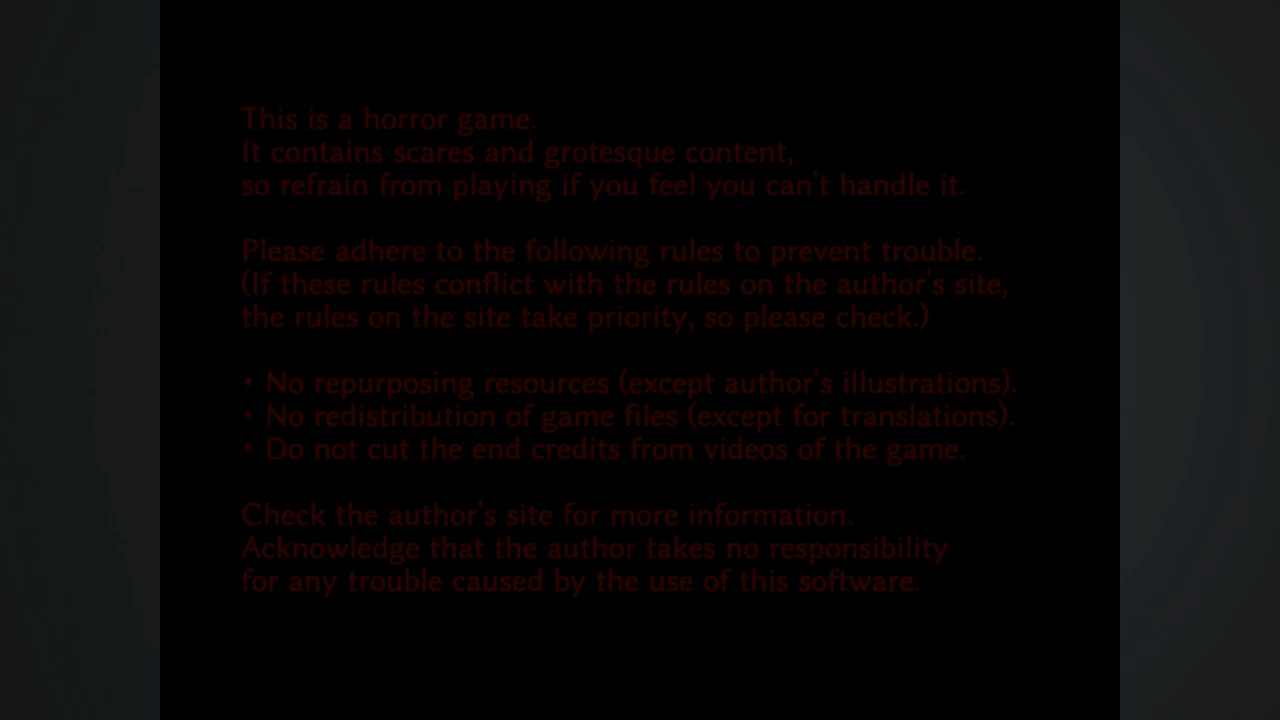 This is a horror game.
It contains scares and grotesque content,
so refrain from playing if you feel you can't handle it.
Please adhere to the following rules to prevent trouble.
(If these rules conflict with the rules on the author's site,
the rules on the site take priority, so please check.)
• No repurposing resources (except author's illustrations).
• No redistribution of game files (except for translations).
• Do not cut the end credits from videos of the game.
Check the author's site for more information.
Acknowledge that the author takes no responsibility
for any trouble caused by the use of this software.